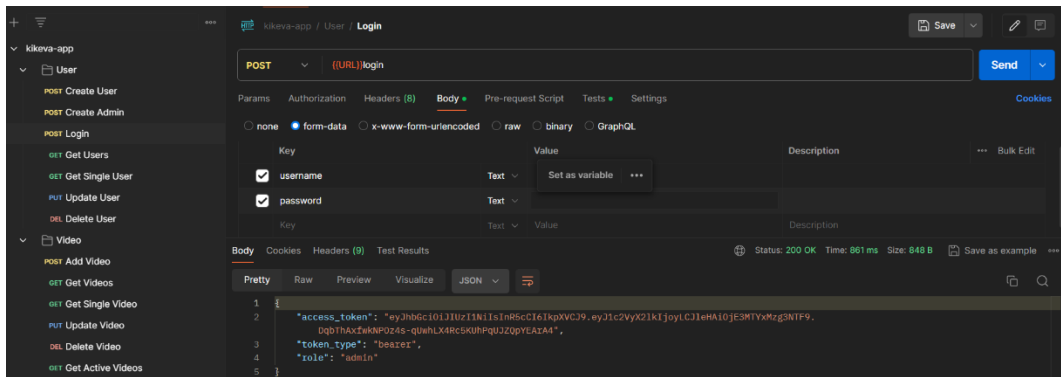 kikeva-app / User / Login
Save
kikeva-app
User
POST Create User
POST Create Admin
POST Login
GET Get Users
GET Get Single User
PUT Update User
DEL Delete User
Video
POST Add Video
GET Get Videos
GET Get Single Video
PUT Update Video
DEL Delete Video
GET Get Active Videos
POST {{URL}}login
Send
Params Authorization Headers (8) Body Pre-request Script Tests Settings
Cookies
none form-data x-www-form-urlencoded raw binary GraphQL
Key Value Description Bulk Edit
username Text Set as variable
password Text
Key Text Value Description
Body Cookies Headers (9) Test Results
Status: 200 OK Time: 861 ms Size: 848 B Save as example
Pretty Raw Preview Visualize JSON
1 {
2 "access_token":
3 "token_type": "bearer",
4 "role": "admin"
5 }